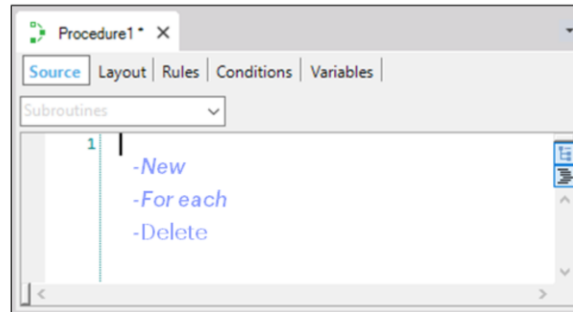 Procedure1 * X
Source Layout Rules Conditions Variables
Subroutines
1
-New
-For each
-Delete